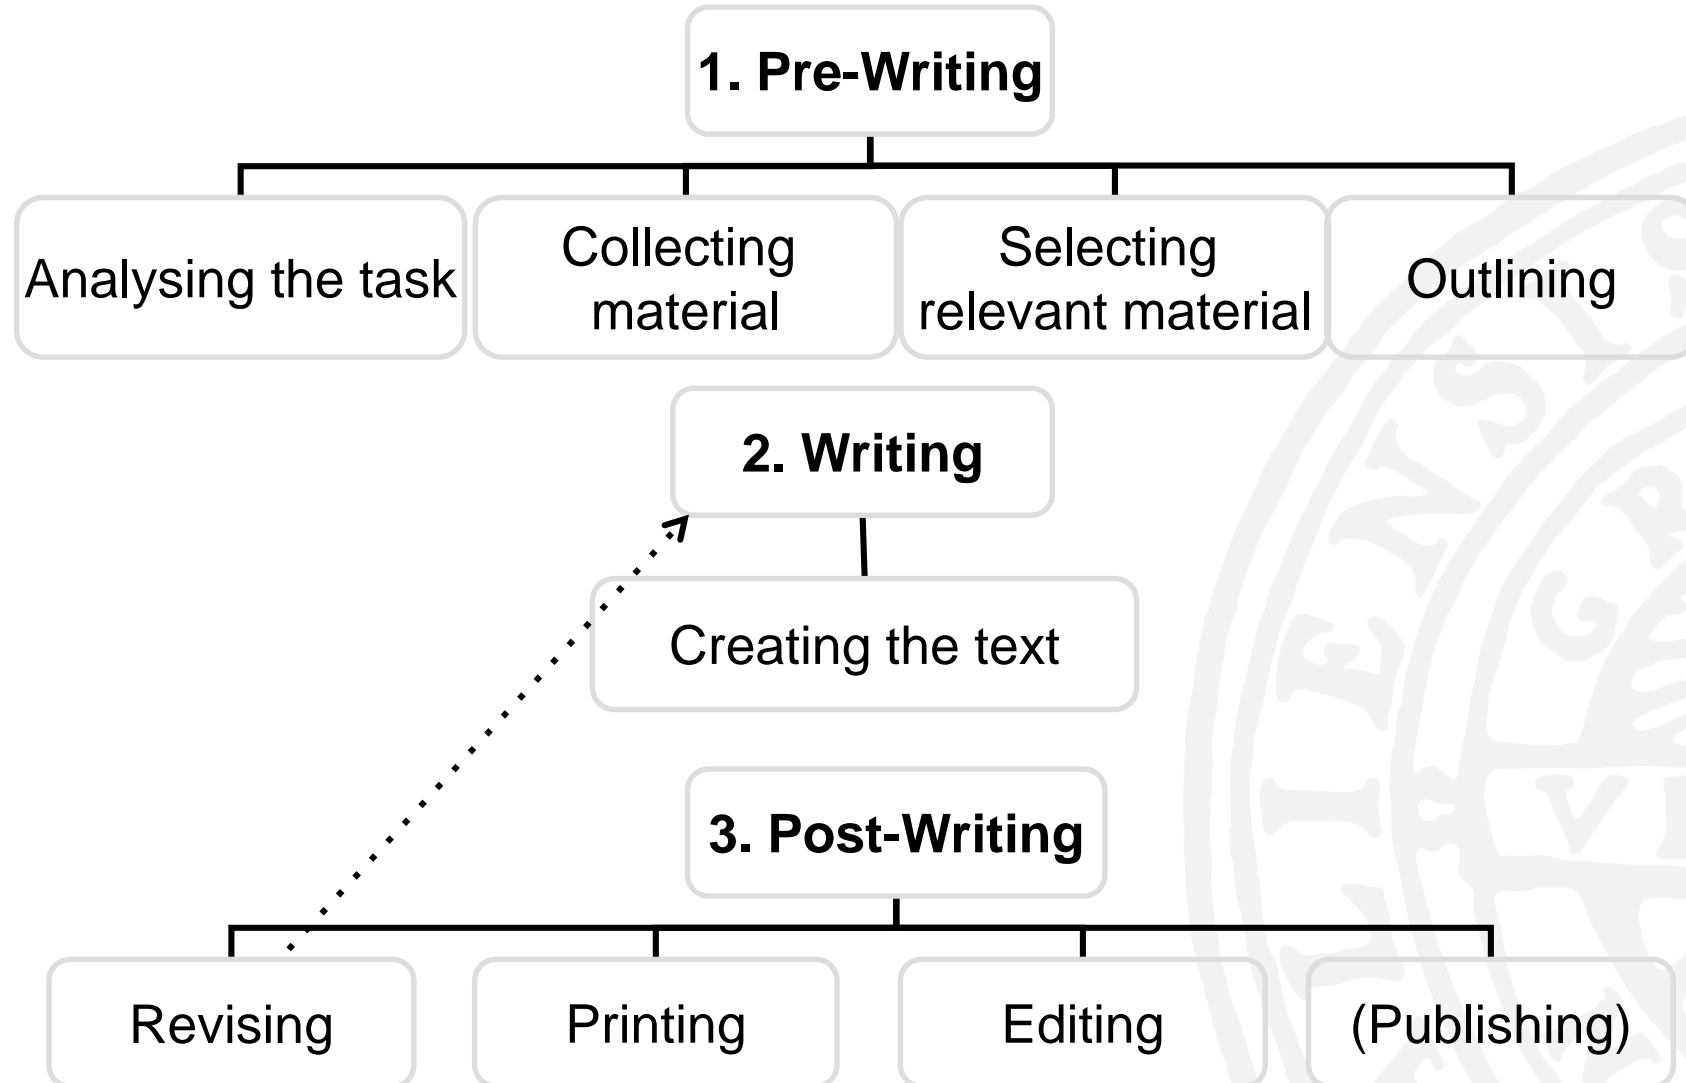 1. Pre-Writing
Analysing the task
Collecting
material
Selecting
relevant material
Outlining
2. Writing
Creating the text
3. Post-Writing
Revising
Printing
Editing
(Publishing)